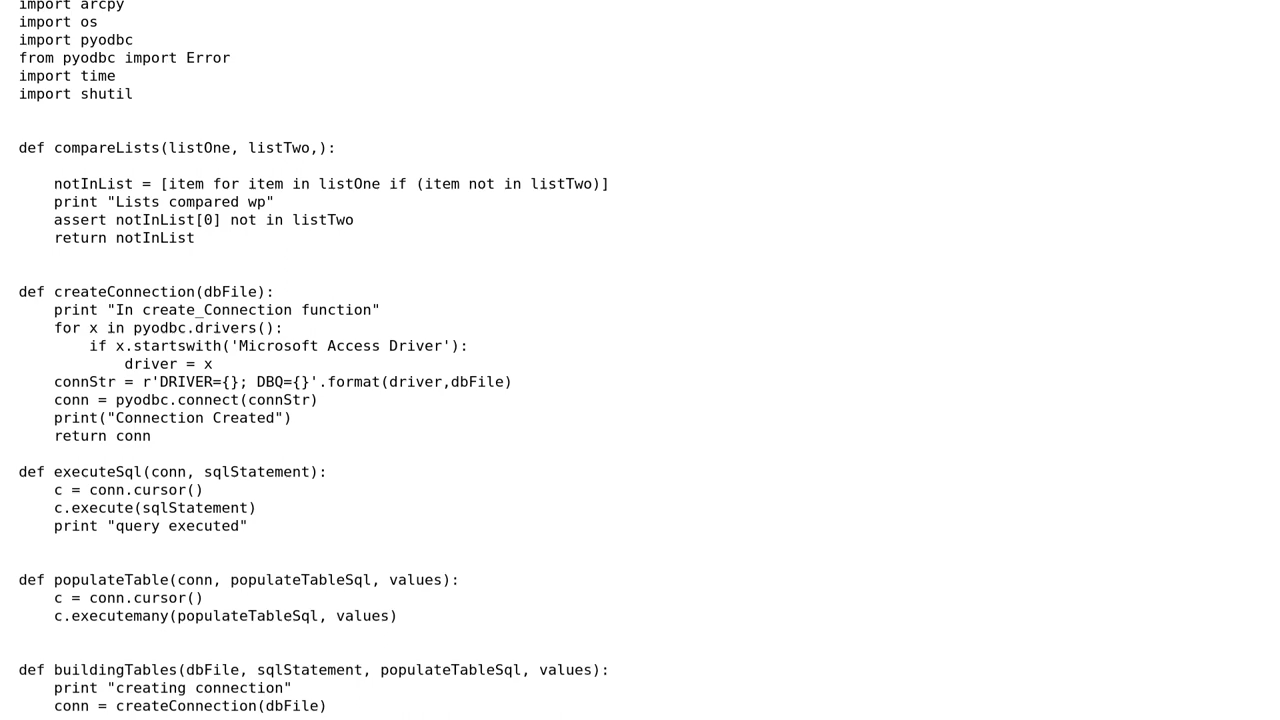 import arcpy
import os
import pyodbc
from pyodbc import Error
import time
import shutil
def compareLists(listOne, listTwo,):
    notInList = [item for item in listOne if (item not in listTwo)]
    print "Lists compared wp"
    assert notInList[0] not in listTwo
    return notInList
def createConnection(dbFile):
    print "In create_Connection function"
    for x in pyodbc.drivers():
        if x.startswith('Microsoft Access Driver'):
            driver = x
    connStr = r'DRIVER={}; DBQ={}'.format(driver,dbFile)
    conn = pyodbc.connect(connStr)
    print("Connection Created")
    return conn
def executeSql(conn, sqlStatement):
    c = conn.cursor()
    c.execute(sqlStatement)
    print "query executed"
def populateTable(conn, populateTableSql, values):
    c = conn.cursor()
    c.executemany(populateTableSql, values)
def buildingTables(dbFile, sqlStatement, populateTableSql, values):
    print "creating connection"
    conn = createConnection(dbFile)